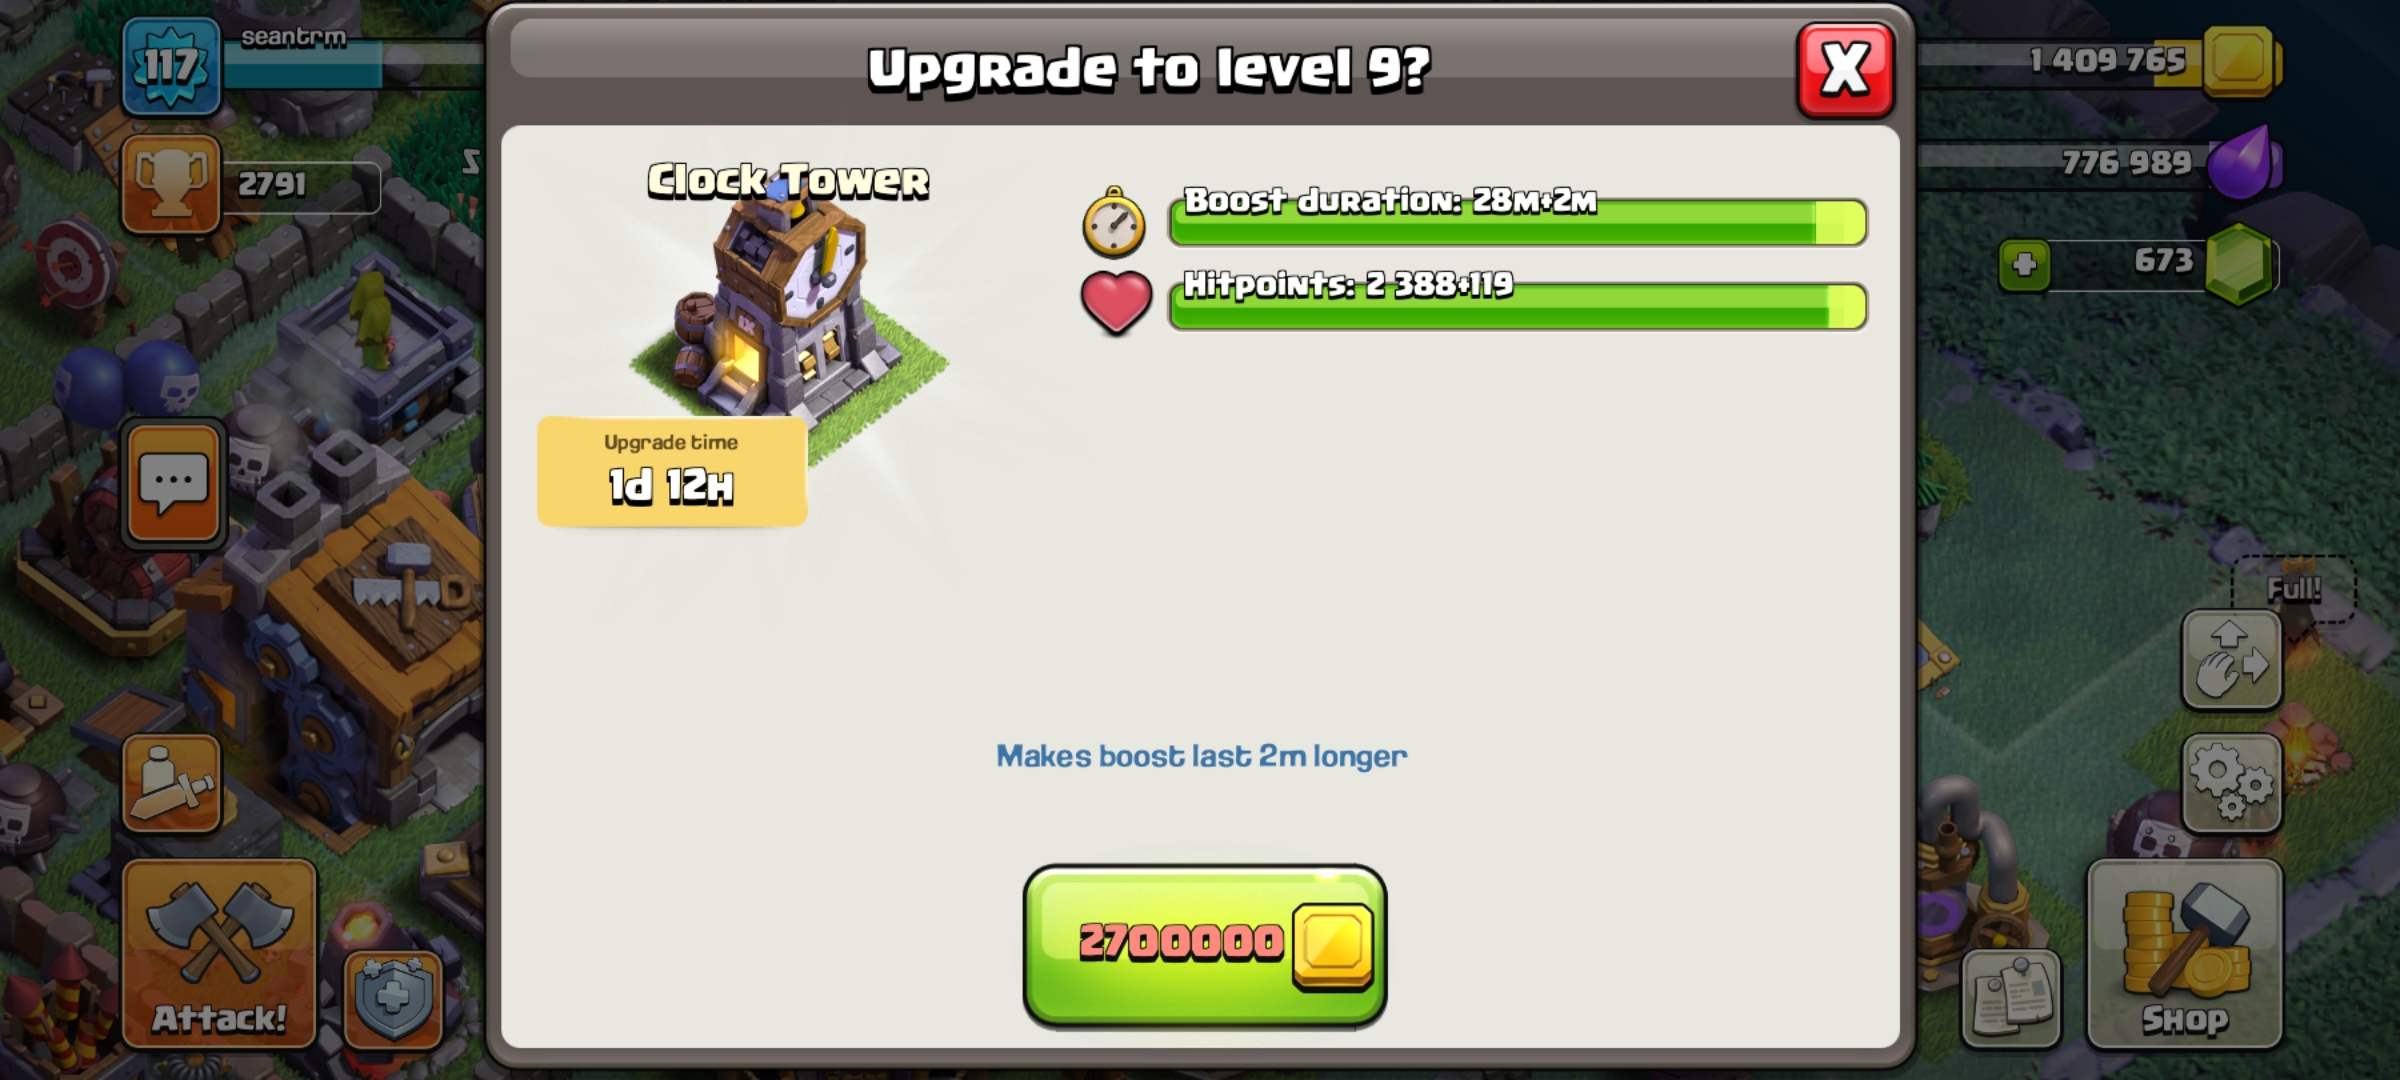 117
seantrm
Upgrade to level 9?
X
1 409 765
2791
Clock Tower
Boost duration: 28m+2m
776 989
Hitpoints: 2 388+119
673
IX
Upgrade time
1d 12h
Full!
Makes boost last 2m longer
2700000
Attack!
Shop